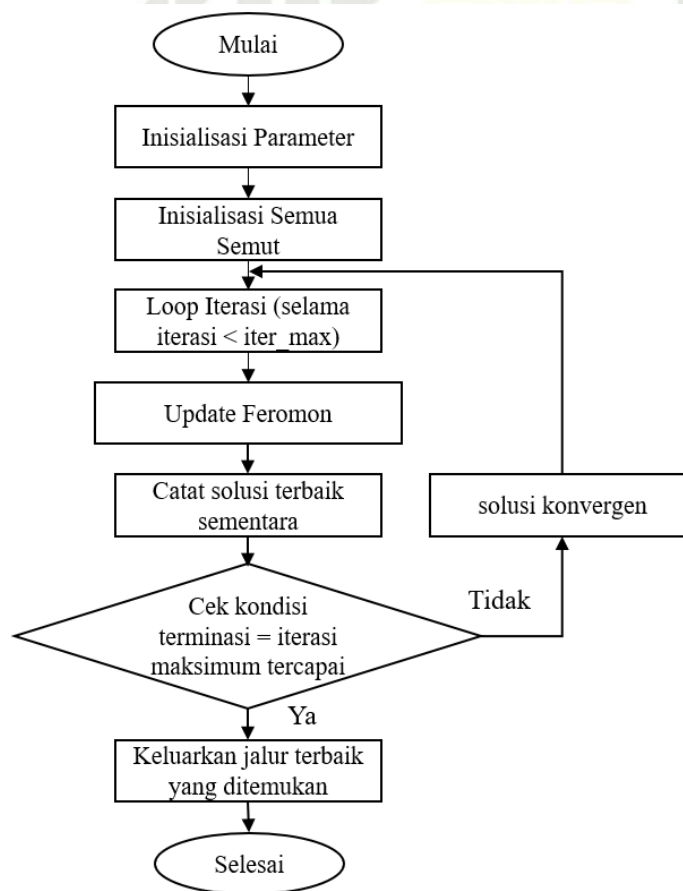 Mulai
Inisialisasi Parameter
Inisialisasi Semua
Semut
Loop Iterasi (selama
iterasi < iter_max)
Update Feromon
Catat solusi terbaik
sementara
solusi konvergen
Cek kondisi
terminasi = iterasi
maksimum tercapai
Tidak
Ya
Keluarkan jalur terbaik
yang ditemukan
Selesai